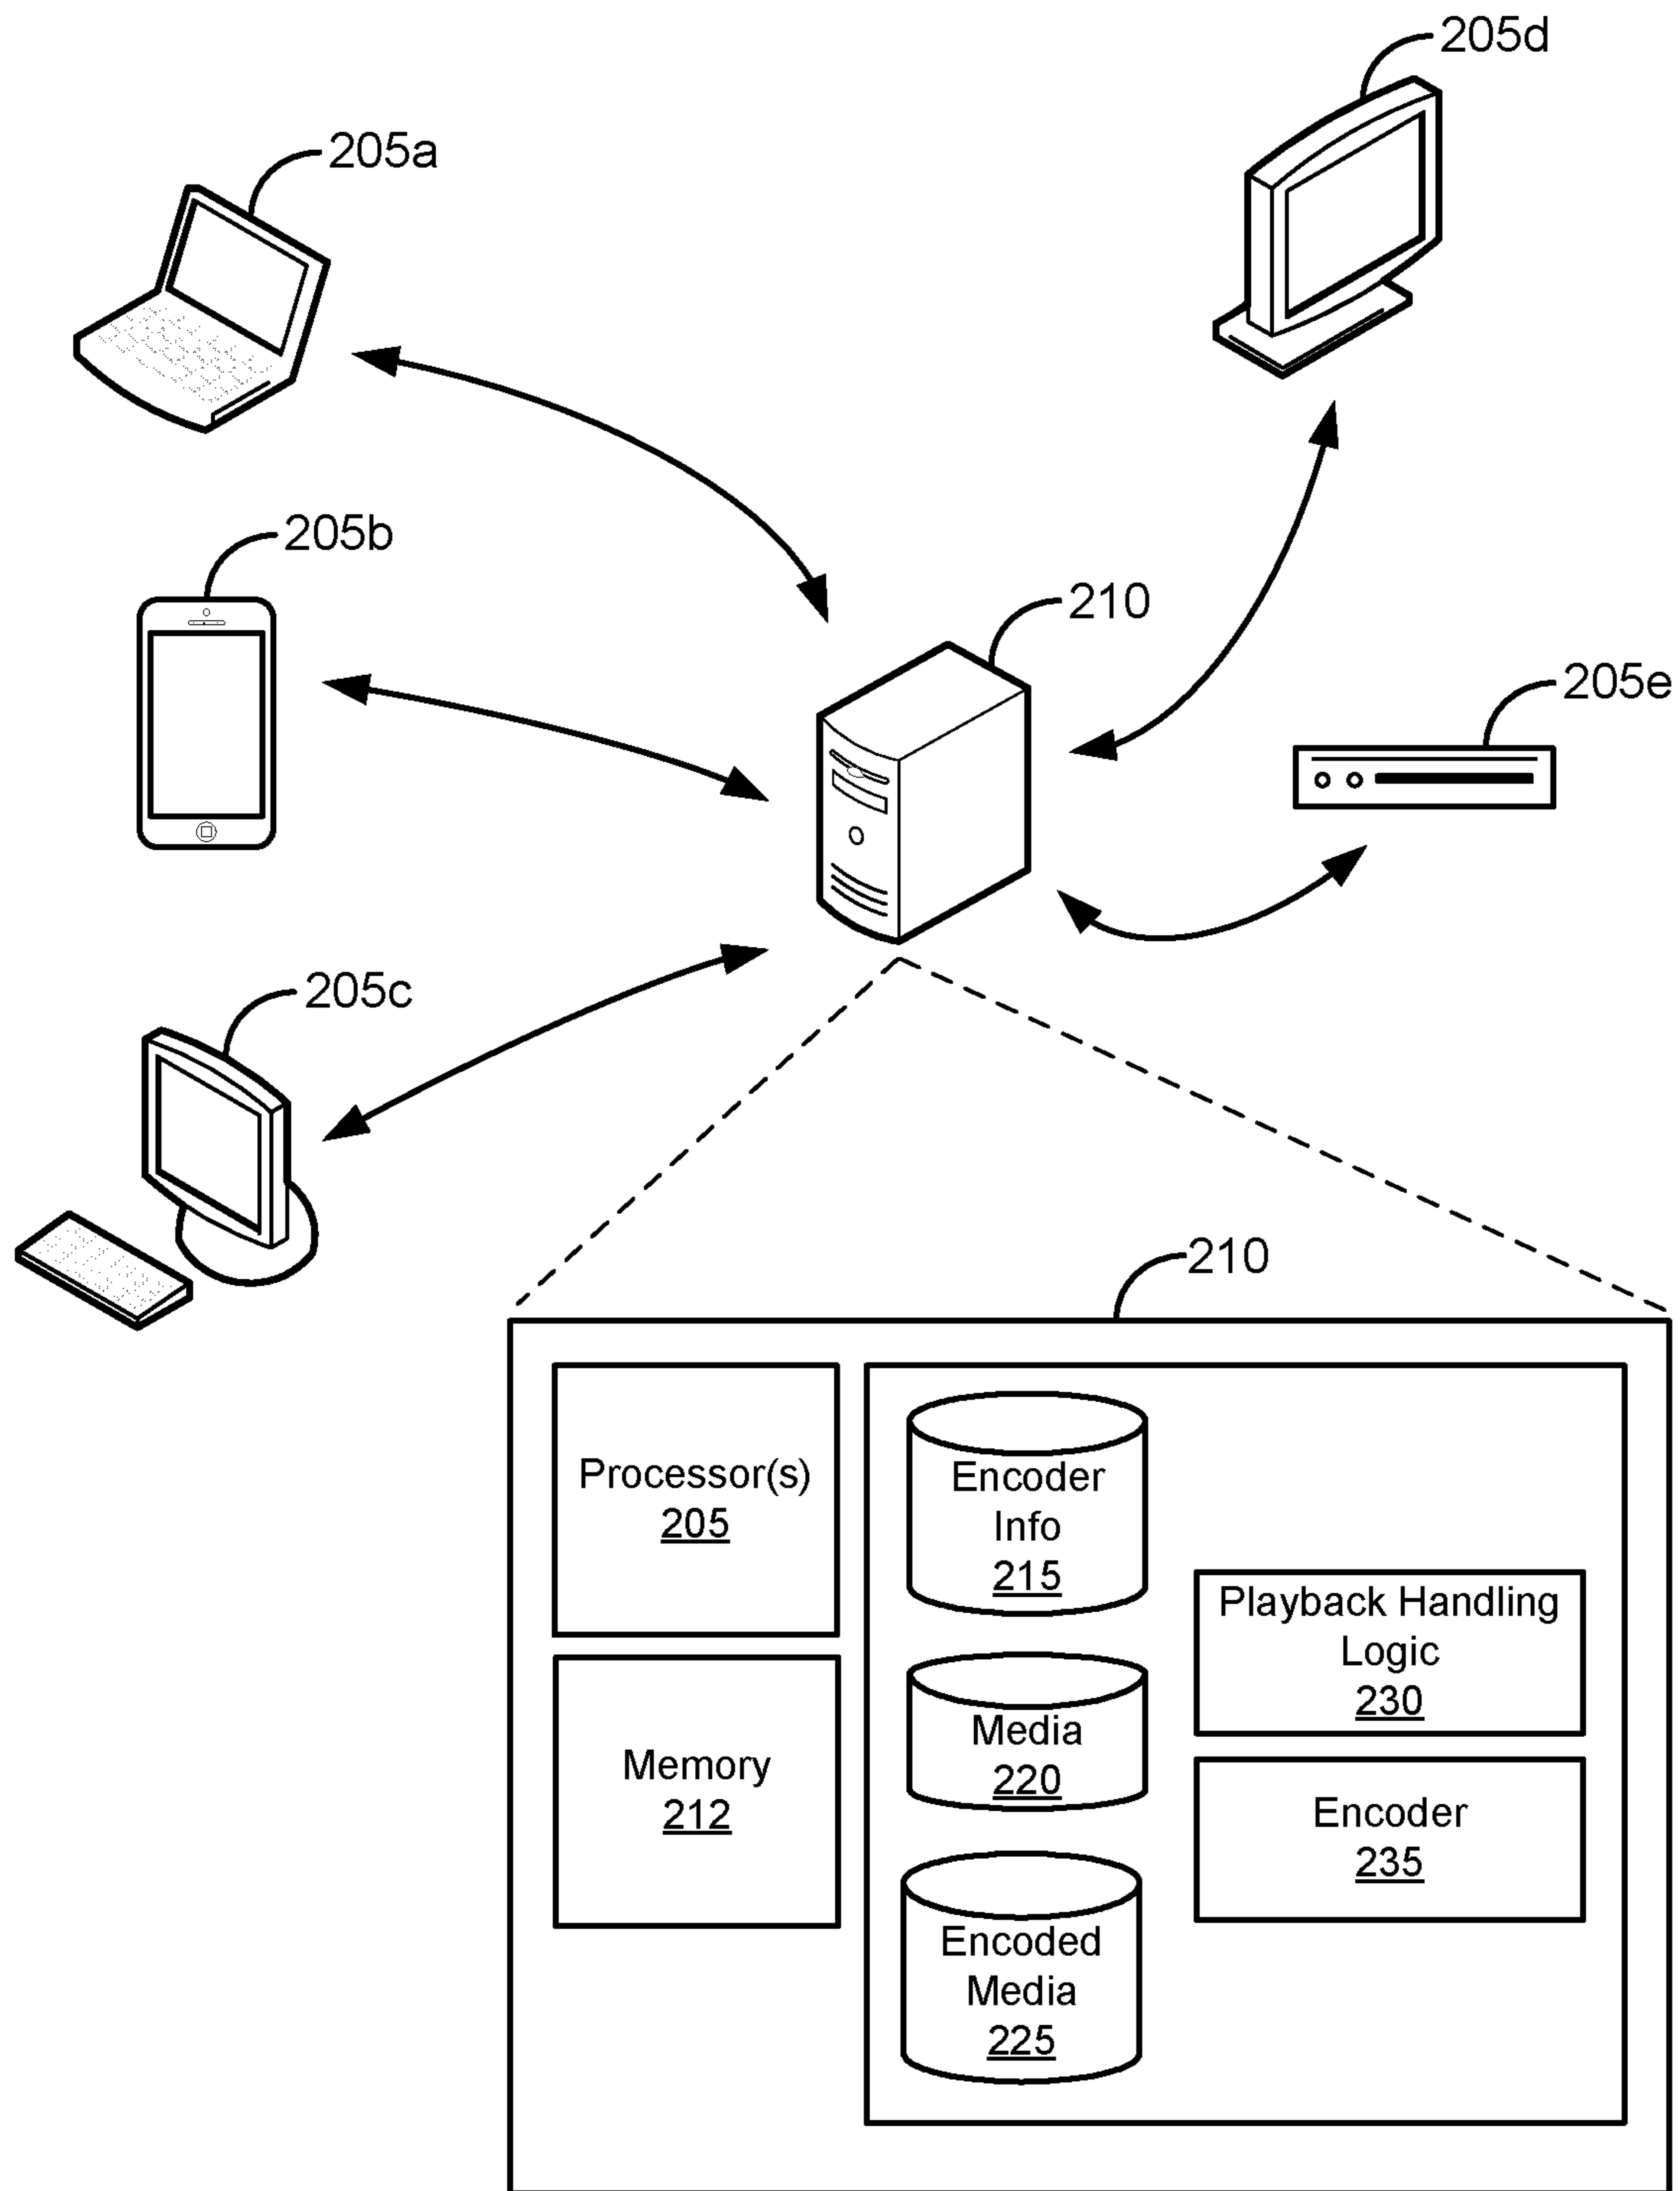 205d
205a
205b
210
205e
205c
210
Processor(s)
205
Encoder
Info
215
Playback Handling
Logic
230
Media
220
Memory
212
Encoder
235
Encoded
Media
225